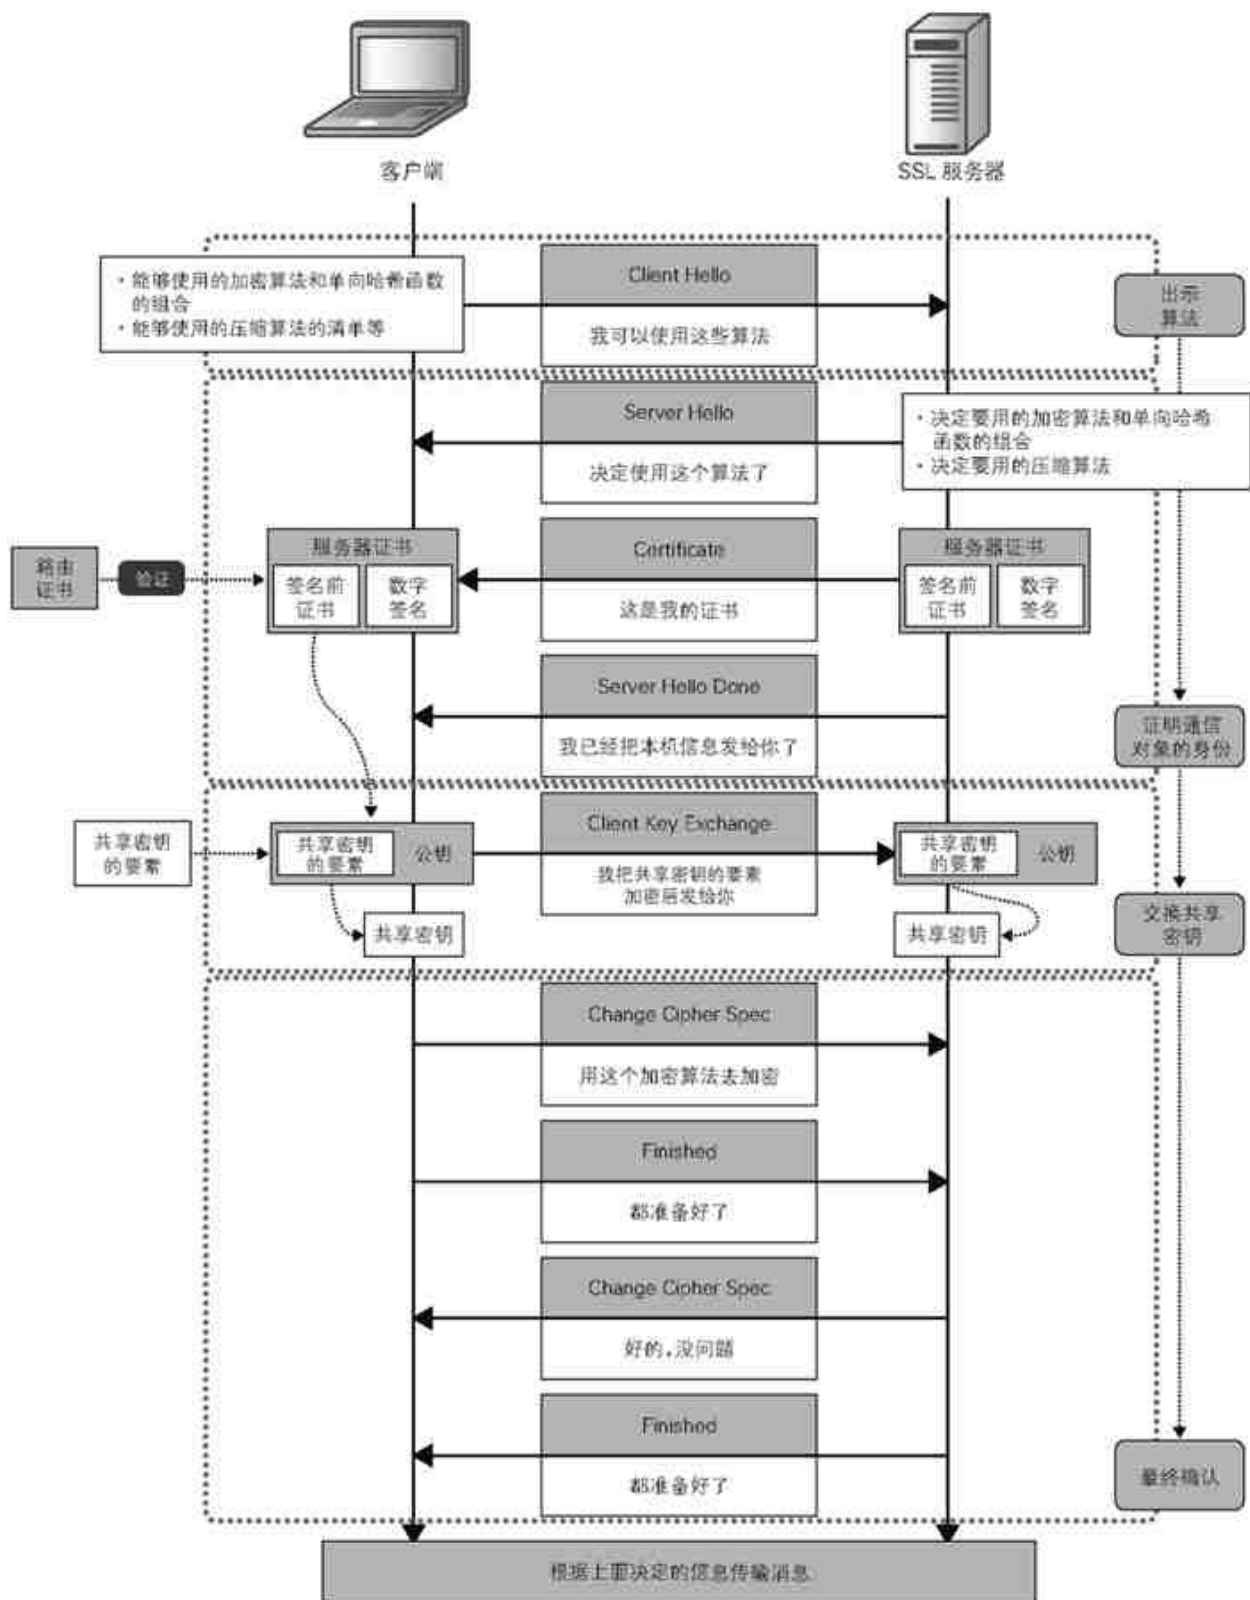 客户端
SSL 服务器
· 能够使用的加密算法和单向哈希函数
的组合
· 能够使用的压缩算法的清单等
Client Hello
我可以使用这些算法
出示
算法
Server Hello
决定使用这个算法了
· 决定要用的加密算法和单向哈希
函数的组合
· 决定要用的压缩算法
路由
证书
验证
服务器证书
签名前
证书
数字
签名
Certificate
这是我的证书
服务器证书
签名前
证书
数字
签名
Server Hello Done
我已经把本机信息发给你了
证明通信
对象的身份
共享密钥
的要素
共享密钥
的要素
公钥
Client Key Exchange
我把共享密钥的要素
加密后发给你
共享密钥
的要素
公钥
共享密钥
共享密钥
交换共享
密钥
Change Cipher Spec
用这个加密算法去加密
Finished
都准备好了
Change Cipher Spec
好的,没问题
Finished
都准备好了
最终确认
根据上面决定的信息传输消息